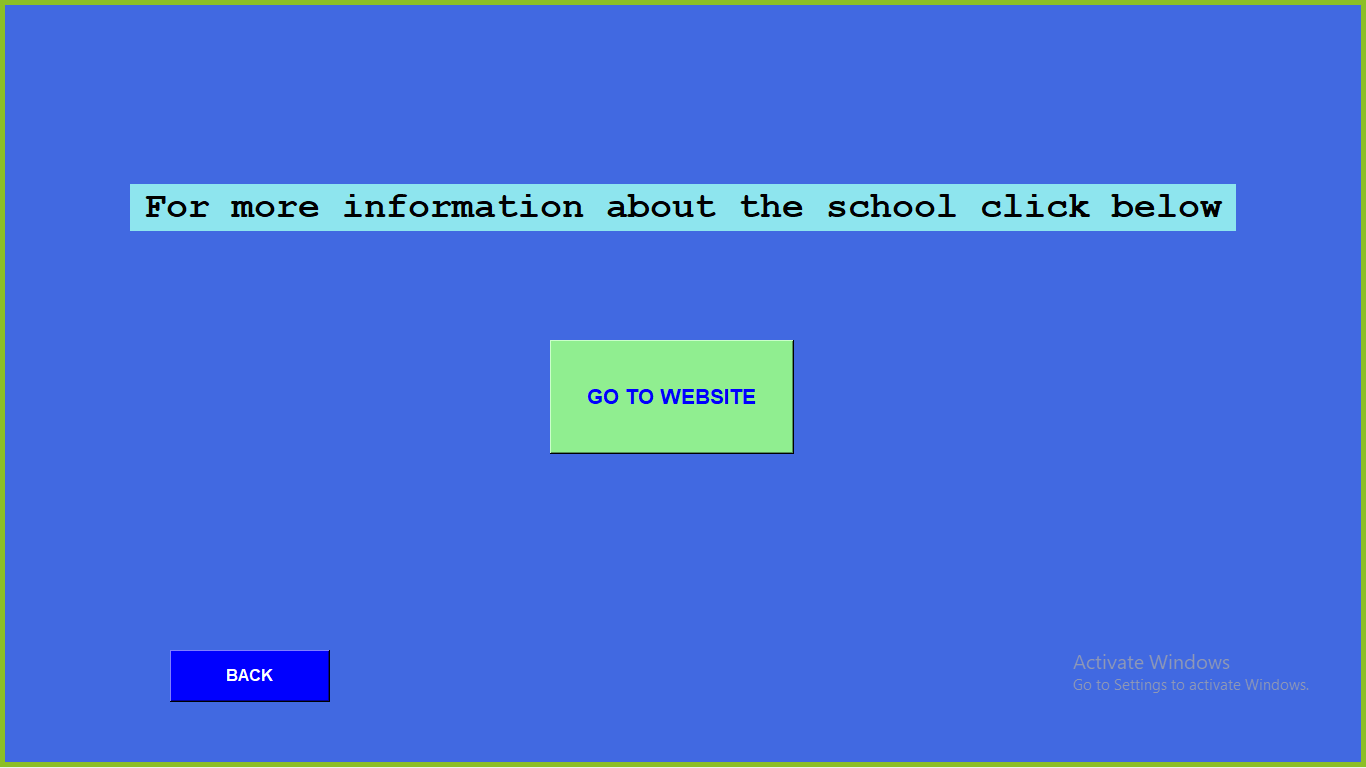 For more information about the school click below
GO TO WEBSITE
BACK
Activate Windows
Go to Settings to activate Windows.